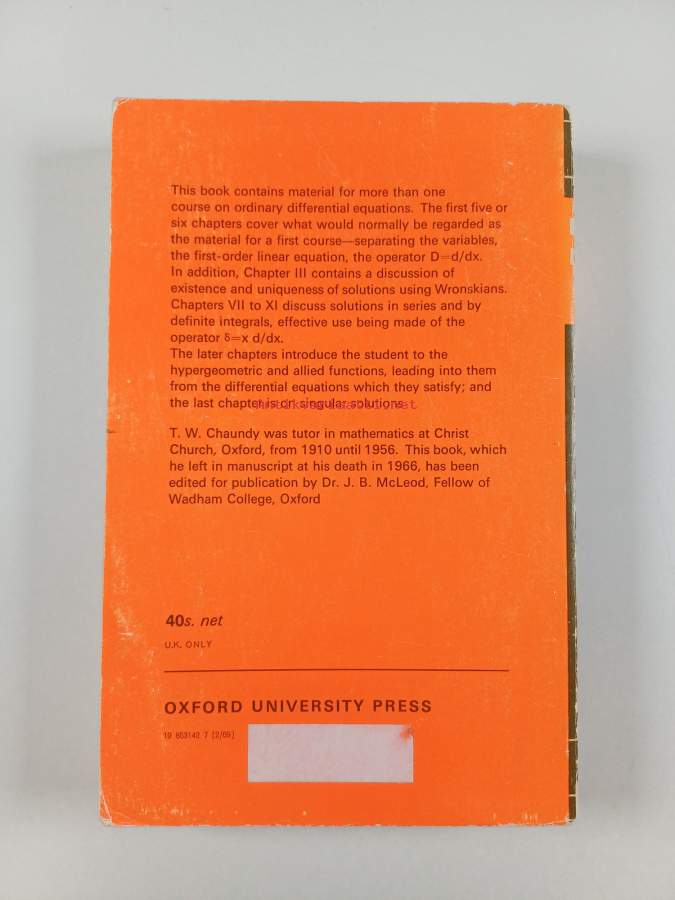 This book contains material for more than one
course on ordinary differential equations. The first five or
six chapters cover what would normally be regarded as
the material for a first course—separating the variables,
the first-order linear equation, the operator D=d/dx.
In addition, Chapter III contains a discussion of
existence and uniqueness of solutions using Wronskians.
Chapters VII to XI discuss solutions in series and by
definite integrals, effective use being made of the
operator δ=x d/dx.
The later chapters introduce the student to the
hypergeometric and allied functions, leading into them
from the differential equations which they satisfy; and
the last chapter is on singular solutions.
T. W. Chaundy was tutor in mathematics at Christ
Church, Oxford, from 1910 until 1956. This book, which
he left in manuscript at his death in 1966, has been
edited for publication by Dr. J. B. McLeod, Fellow of
Wadham College, Oxford
40s. net
U.K. ONLY
OXFORD UNIVERSITY PRESS
19 853142 7 [2/69]